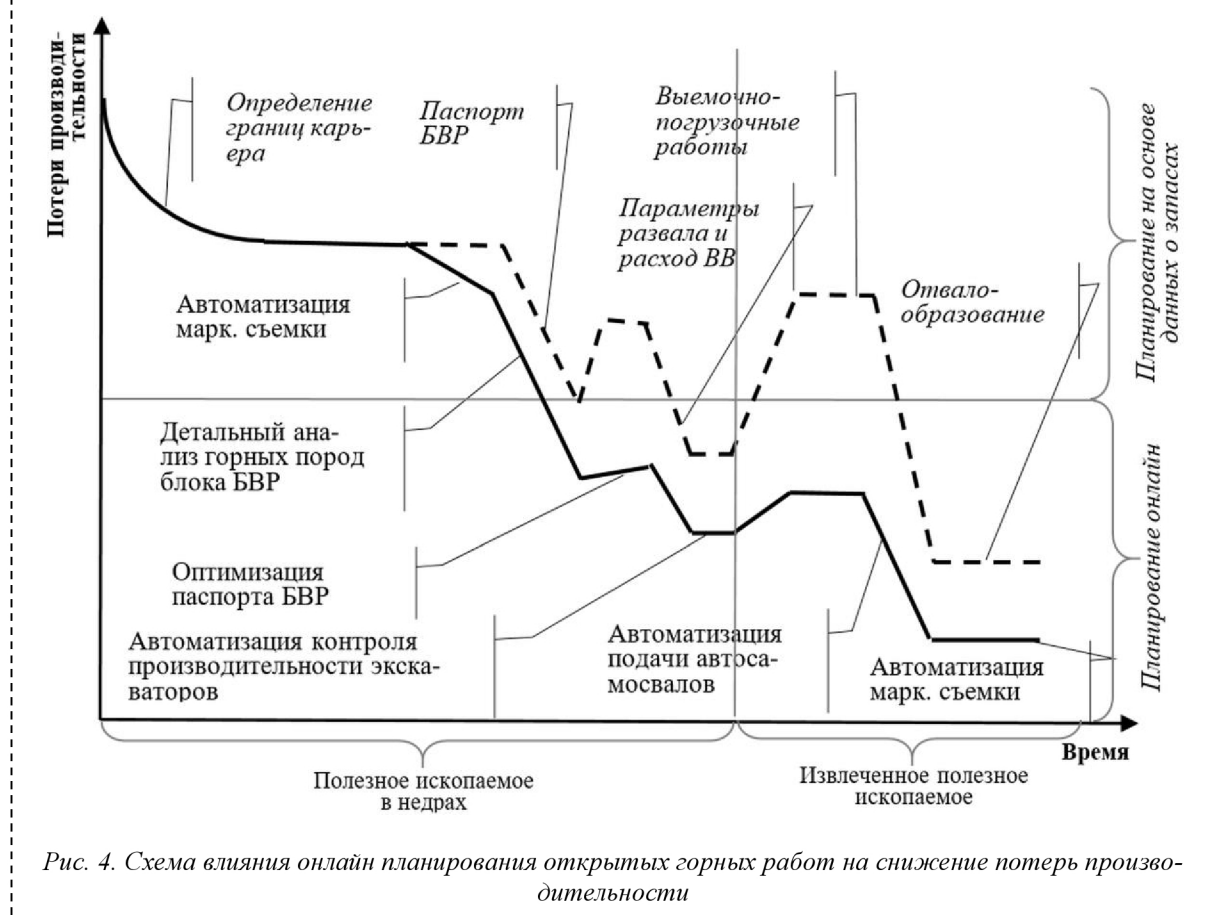 Потери производи-
тельности
Определение
границ карь-
ера
Паспорт
БВР
Выемочно-
погрузочные
работы
Параметры
развала и
расход ВВ
Отвало-
образование
Планирование на основе
данных о запасах
Автоматизация
марк. съемки
Детальный ана-
лиз горных пород
блока БВР
Оптимизация
паспорта БВР
Автоматизация контроля
производительности экска-
ваторов
Автоматизация
подачи автоса-
мосвалов
Автоматизация
марк. съемки
Планирование онлайн
Время
Полезное ископаемое
в недрах
Извлеченное полезное
ископаемое
Рис. 4. Схема влияния онлайн планирования открытых горных работ на снижение потерь произво-
дительности